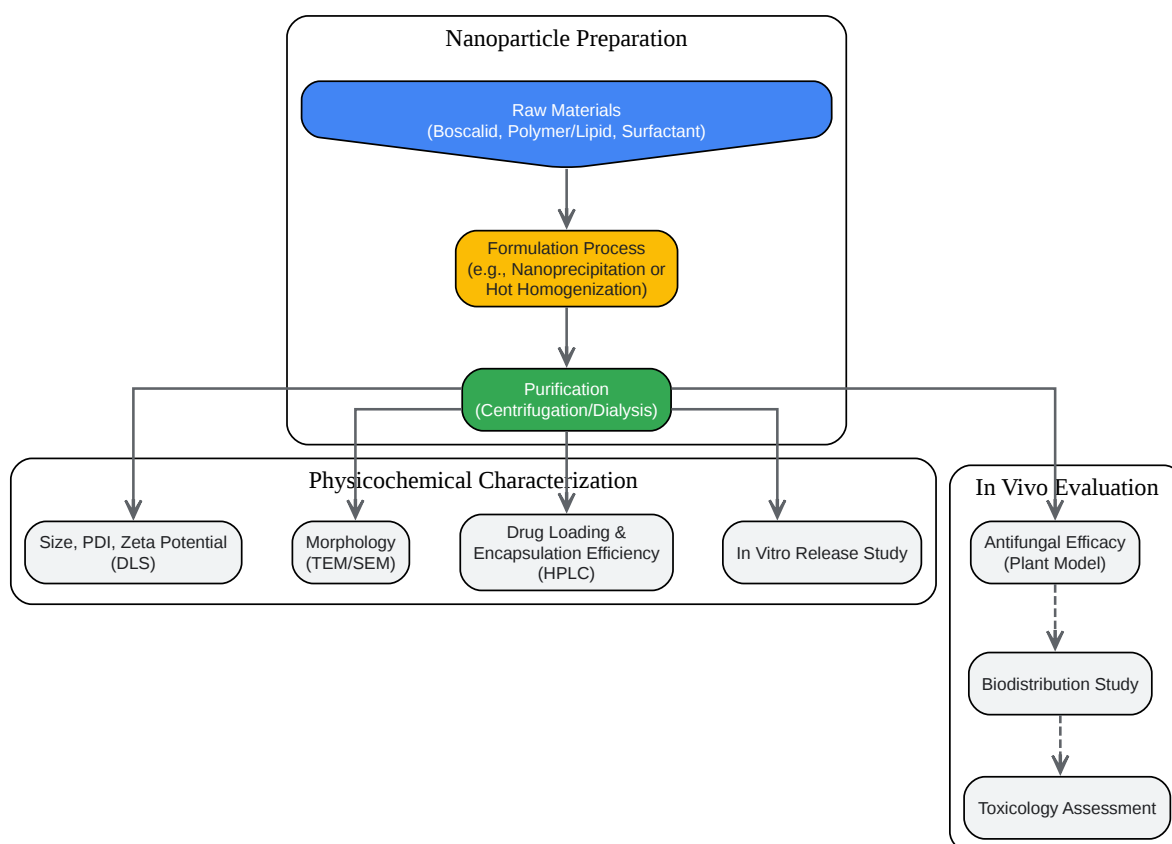 Nanoparticle Preparation
Raw Materials
(Boscalid, Polymer/Lipid, Surfactant)
Formulation Process
(e.g., Nanoprecipitation or
Hot Homogenization)
Purification
(Centrifugation/Dialysis)
Physicochemical Characterization
Size, PDI, Zeta Potential
(DLS)
Morphology
(TEM/SEM)
Drug Loading &
Encapsulation Efficiency
(HPLC)
In Vitro Release Study
In Vivo Evaluation
Antifungal Efficacy
(Plant Model)
Biodistribution Study
Toxicology Assessment